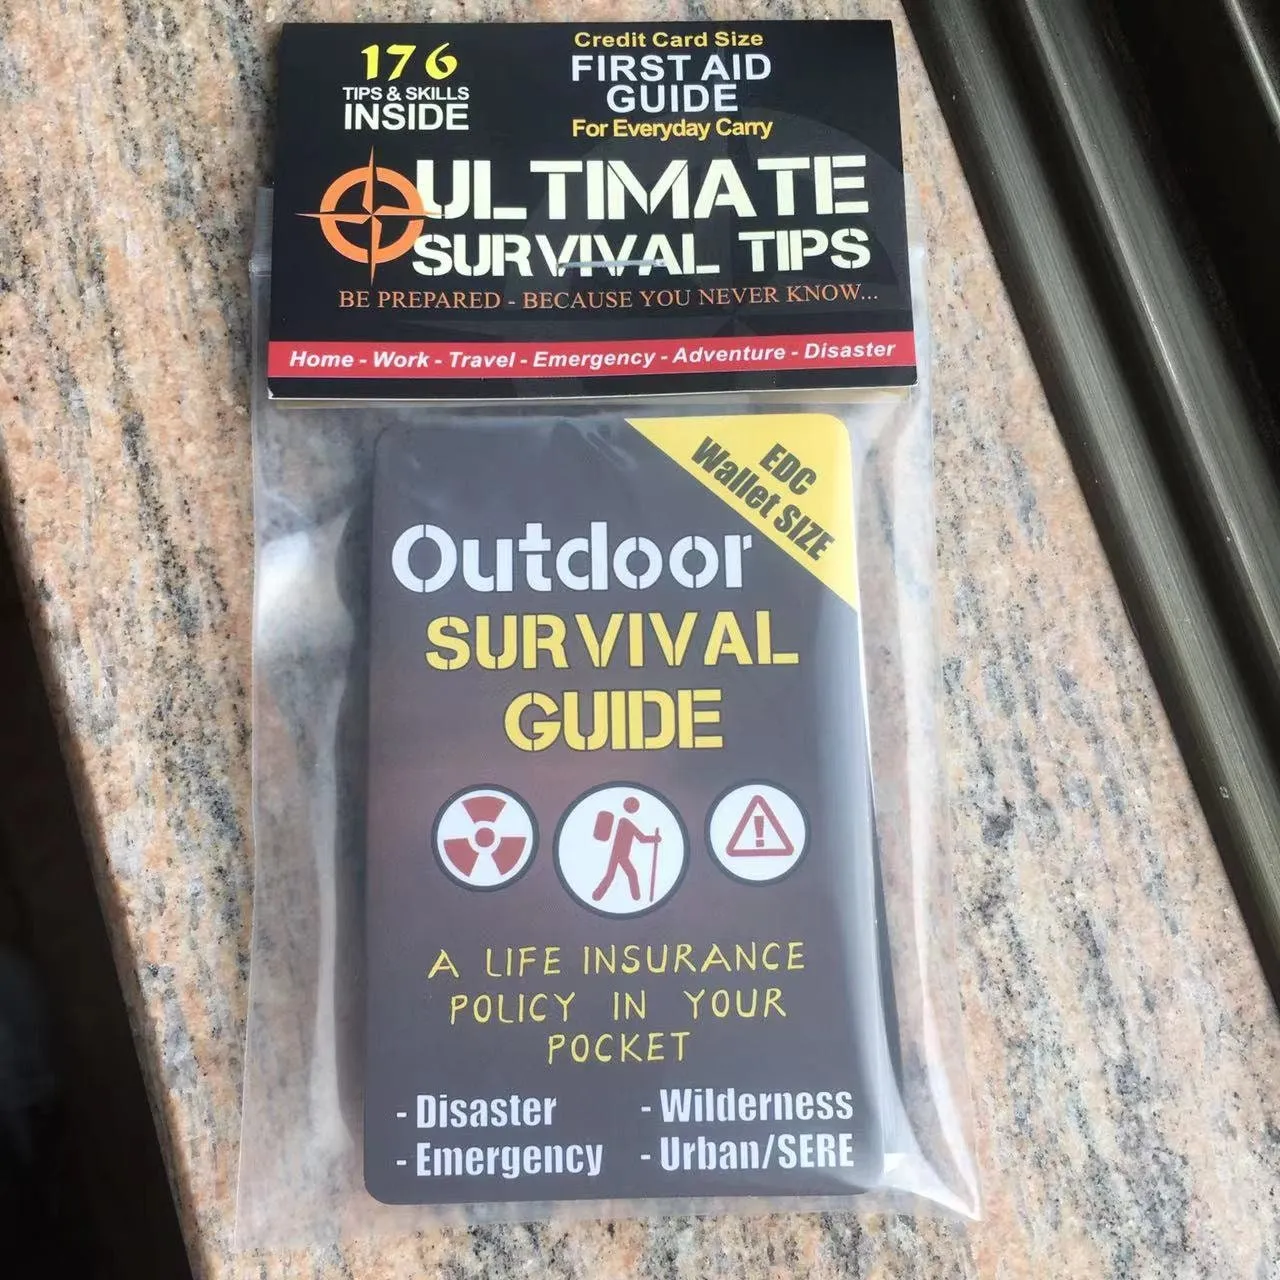 176
TIPS & SKILLS
INSIDE
Credit Card Size
FIRST AID
GUIDE
For Everyday Carry
ULTIMATE
SURVIVAL TIPS
BE PREPARED - BECAUSE YOU NEVER KNOW...
Home - Work - Travel - Emergency - Adventure - Disaster
EDC
Wallet SIZE
Outdoor
SURVIVAL
GUIDE
A LIFE INSURANCE
POLICY IN YOUR
POCKET
- Disaster
- Emergency
- Wilderness
- Urban/SERE